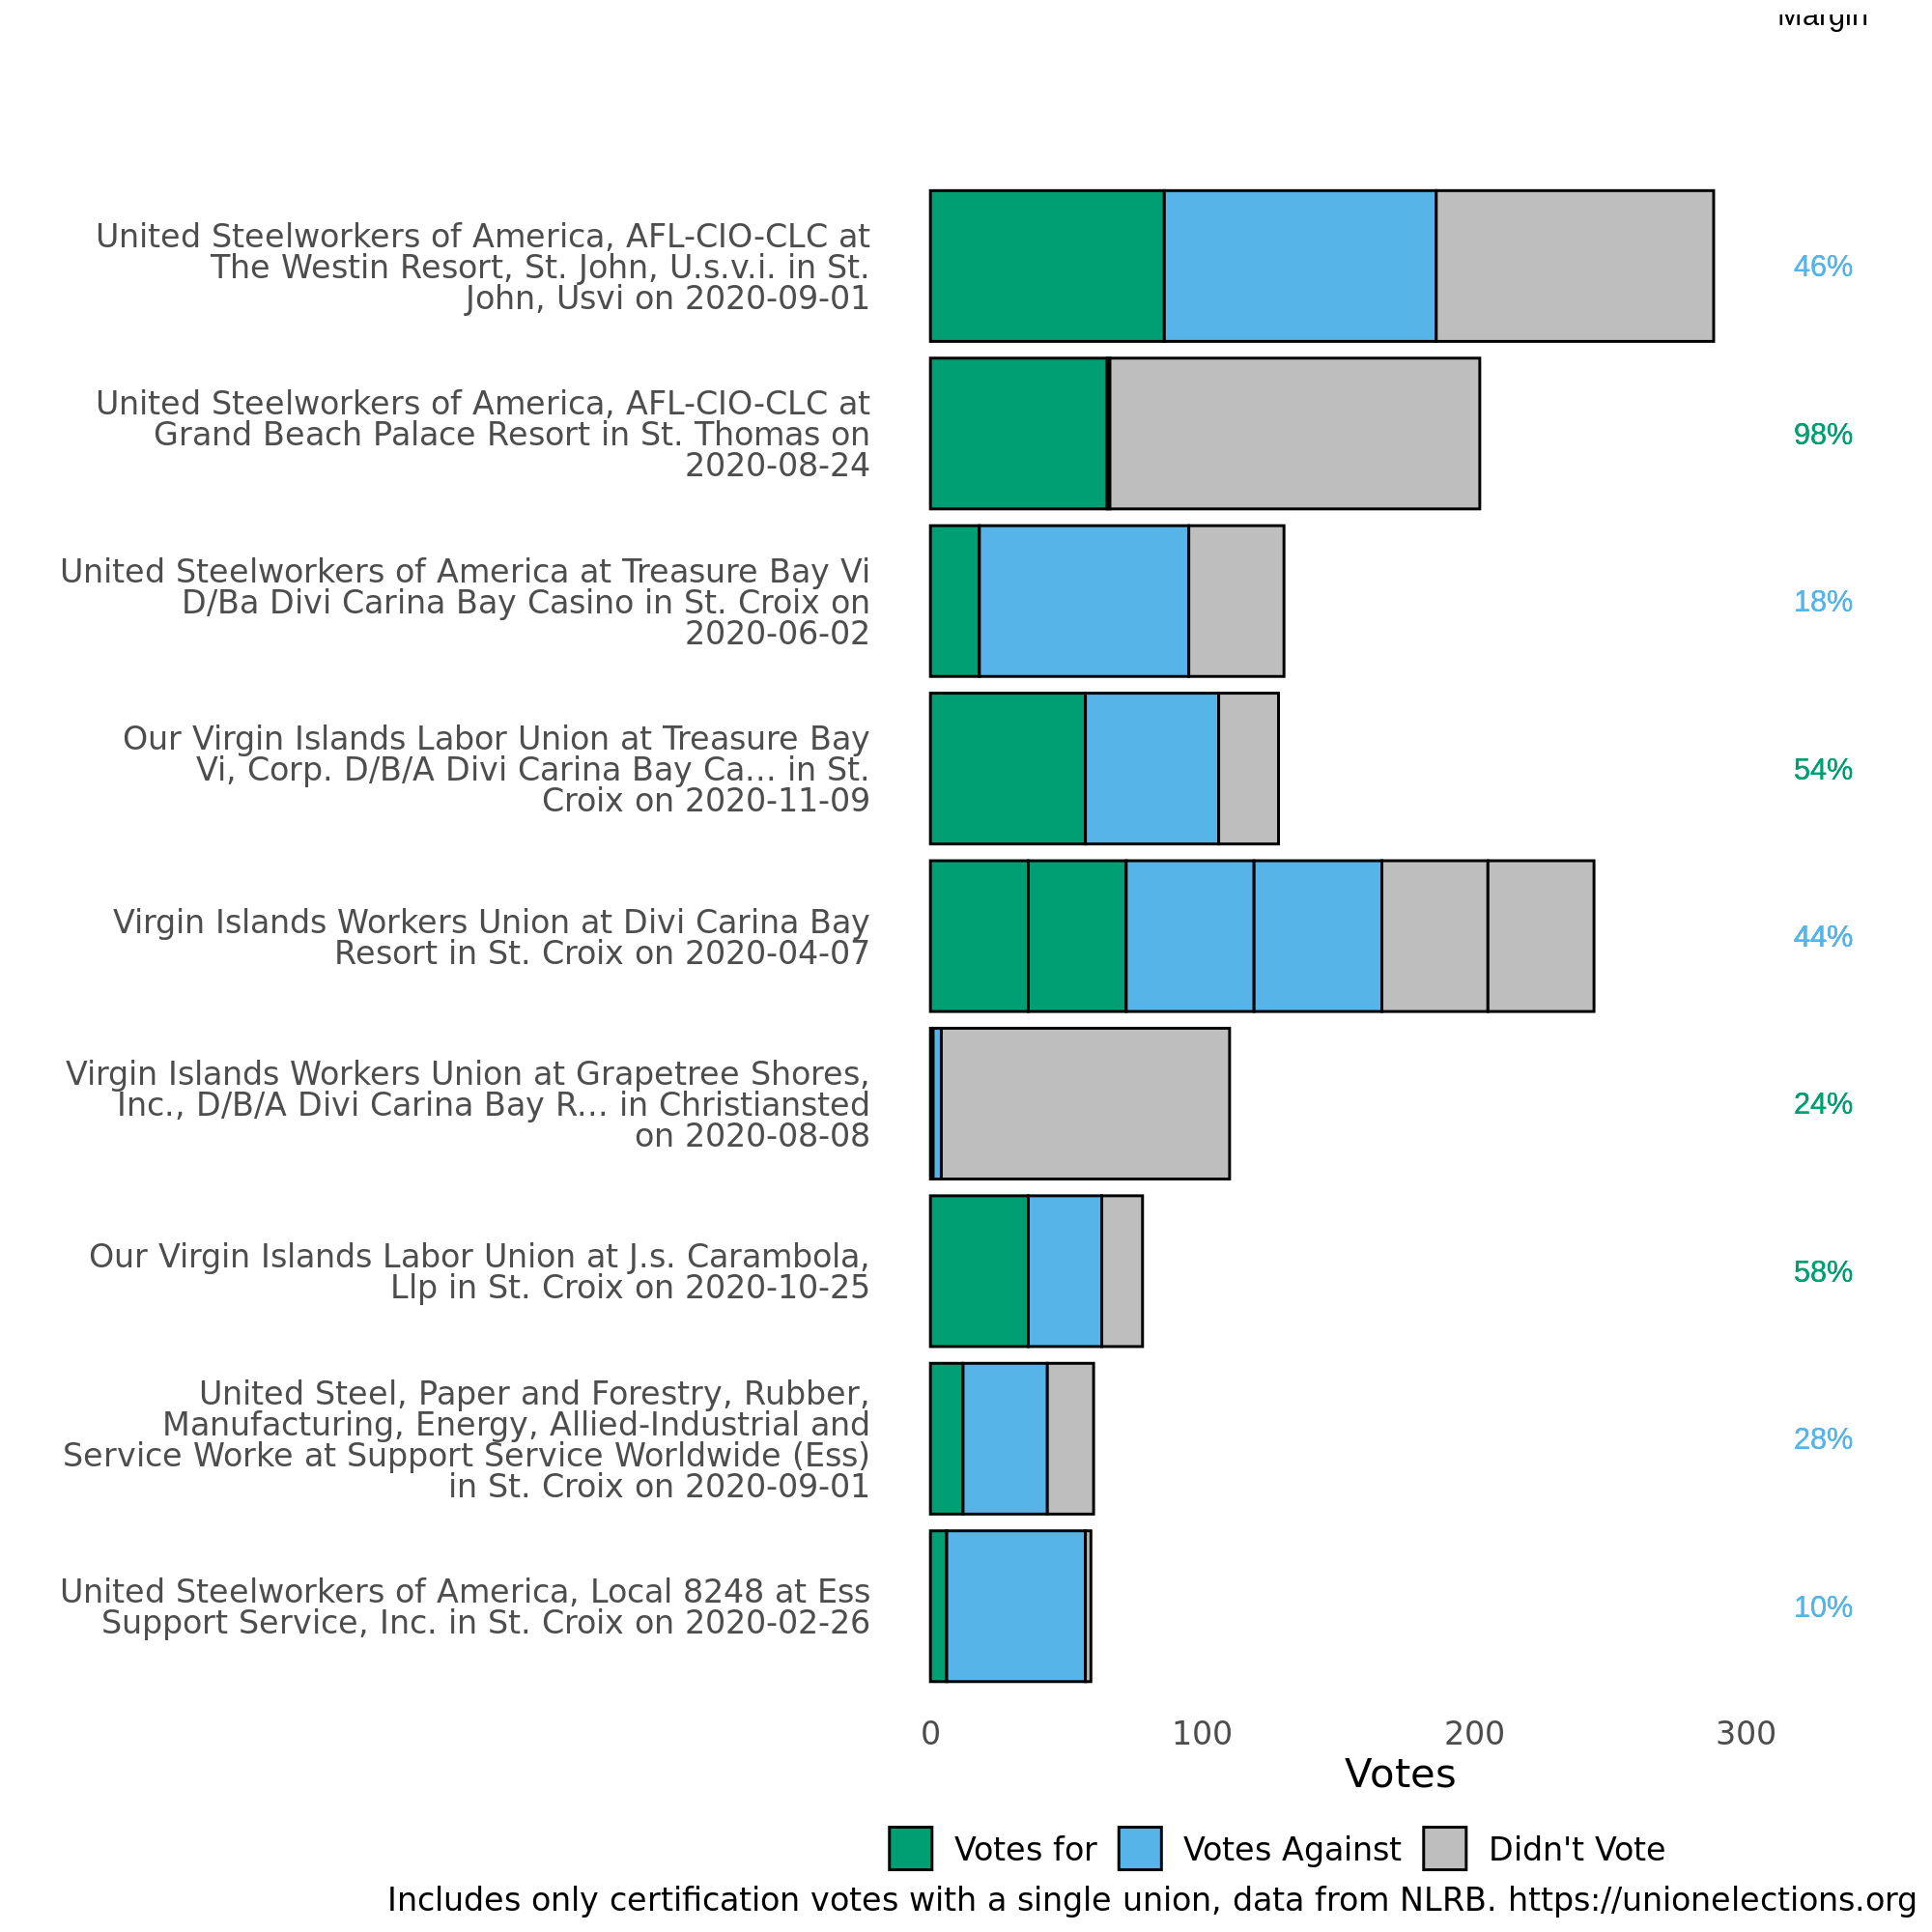 Margin
United Steelworkers of America, AFL-CIO-CLC at
The Westin Resort, St. John, U.s.v.i. in St.
John, Usvi on 2020-09-01
46%
United Steelworkers of America, AFL-CIO-CLC at
Grand Beach Palace Resort in St. Thomas on
2020-08-24
98%
United Steelworkers of America at Treasure Bay Vi
D/Ba Divi Carina Bay Casino in St. Croix on
2020-06-02
18%
Our Virgin Islands Labor Union at Treasure Bay
Vi, Corp. D/B/A Divi Carina Bay Ca... in St.
Croix on 2020-11-09
54%
Virgin Islands Workers Union at Divi Carina Bay
Resort in St. Croix on 2020-04-07
44%
Virgin Islands Workers Union at Grapetree Shores,
Inc., D/B/A Divi Carina Bay R... in Christiansted
on 2020-08-08
24%
Our Virgin Islands Labor Union at J.s. Carambola,
Llp in St. Croix on 2020-10-25
58%
United Steel, Paper and Forestry, Rubber,
Manufacturing, Energy, Allied-Industrial and
Service Worke at Support Service Worldwide (Ess)
in St. Croix on 2020-09-01
28%
United Steelworkers of America, Local 8248 at Ess
Support Service, Inc. in St. Croix on 2020-02-26
10%
0 100 200 300
Votes
Votes for Votes Against Didn't Vote
Includes only certification votes with a single union, data from NLRB. https://unionelections.org